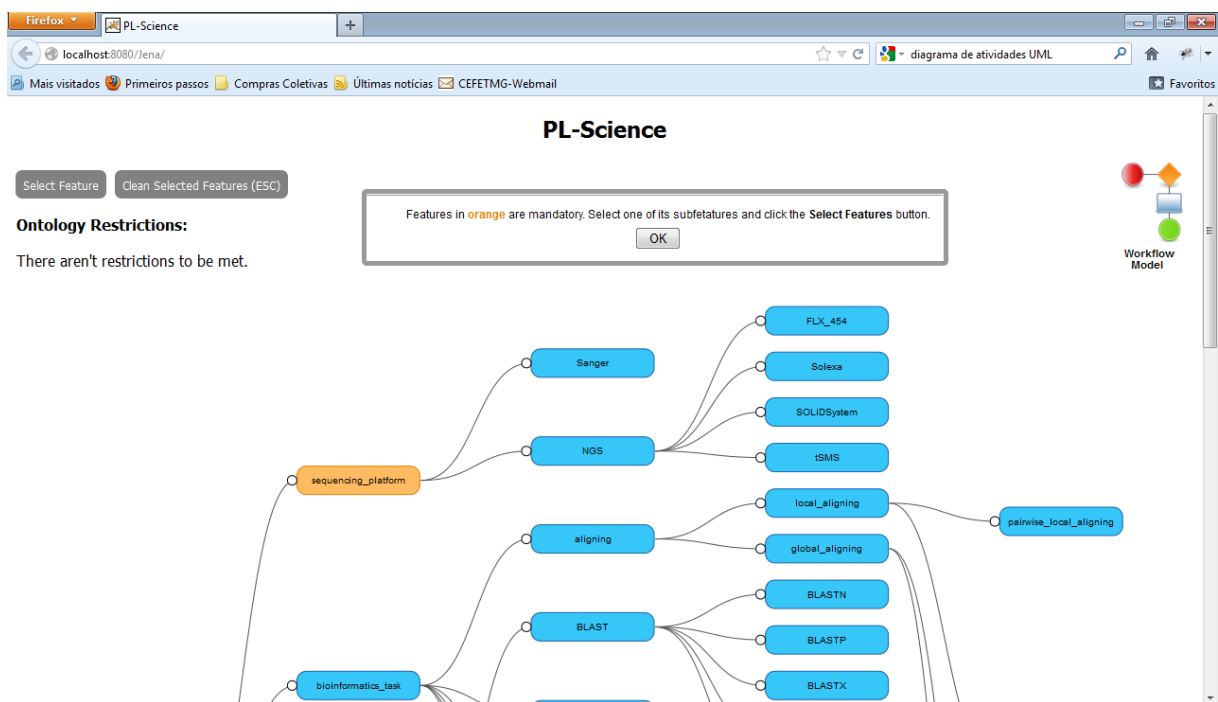 Firefox
PL-Science
localhost:8080/Jena/
diagrama de atividades UML
Mais visitados Primeiros passos Compras Coletivas Últimas notícias CEFETMG-Webmail
Favoritos
PL-Science
Select Feature
Clean Selected Features (ESC)
Features in orange are mandatory. Select one of its subfetatures and click the Select Features button.
OK
Ontology Restrictions:
There aren't restrictions to be met.
Workflow
Model
FLX_454
Sanger
Solexa
SOLiDSystem
NGS
tSMS
sequencing_platform
local_aligning
pairwise_local_aligning
aligning
global_aligning
BLASTN
BLAST
BLASTP
bioinformatics_task
BLASTX